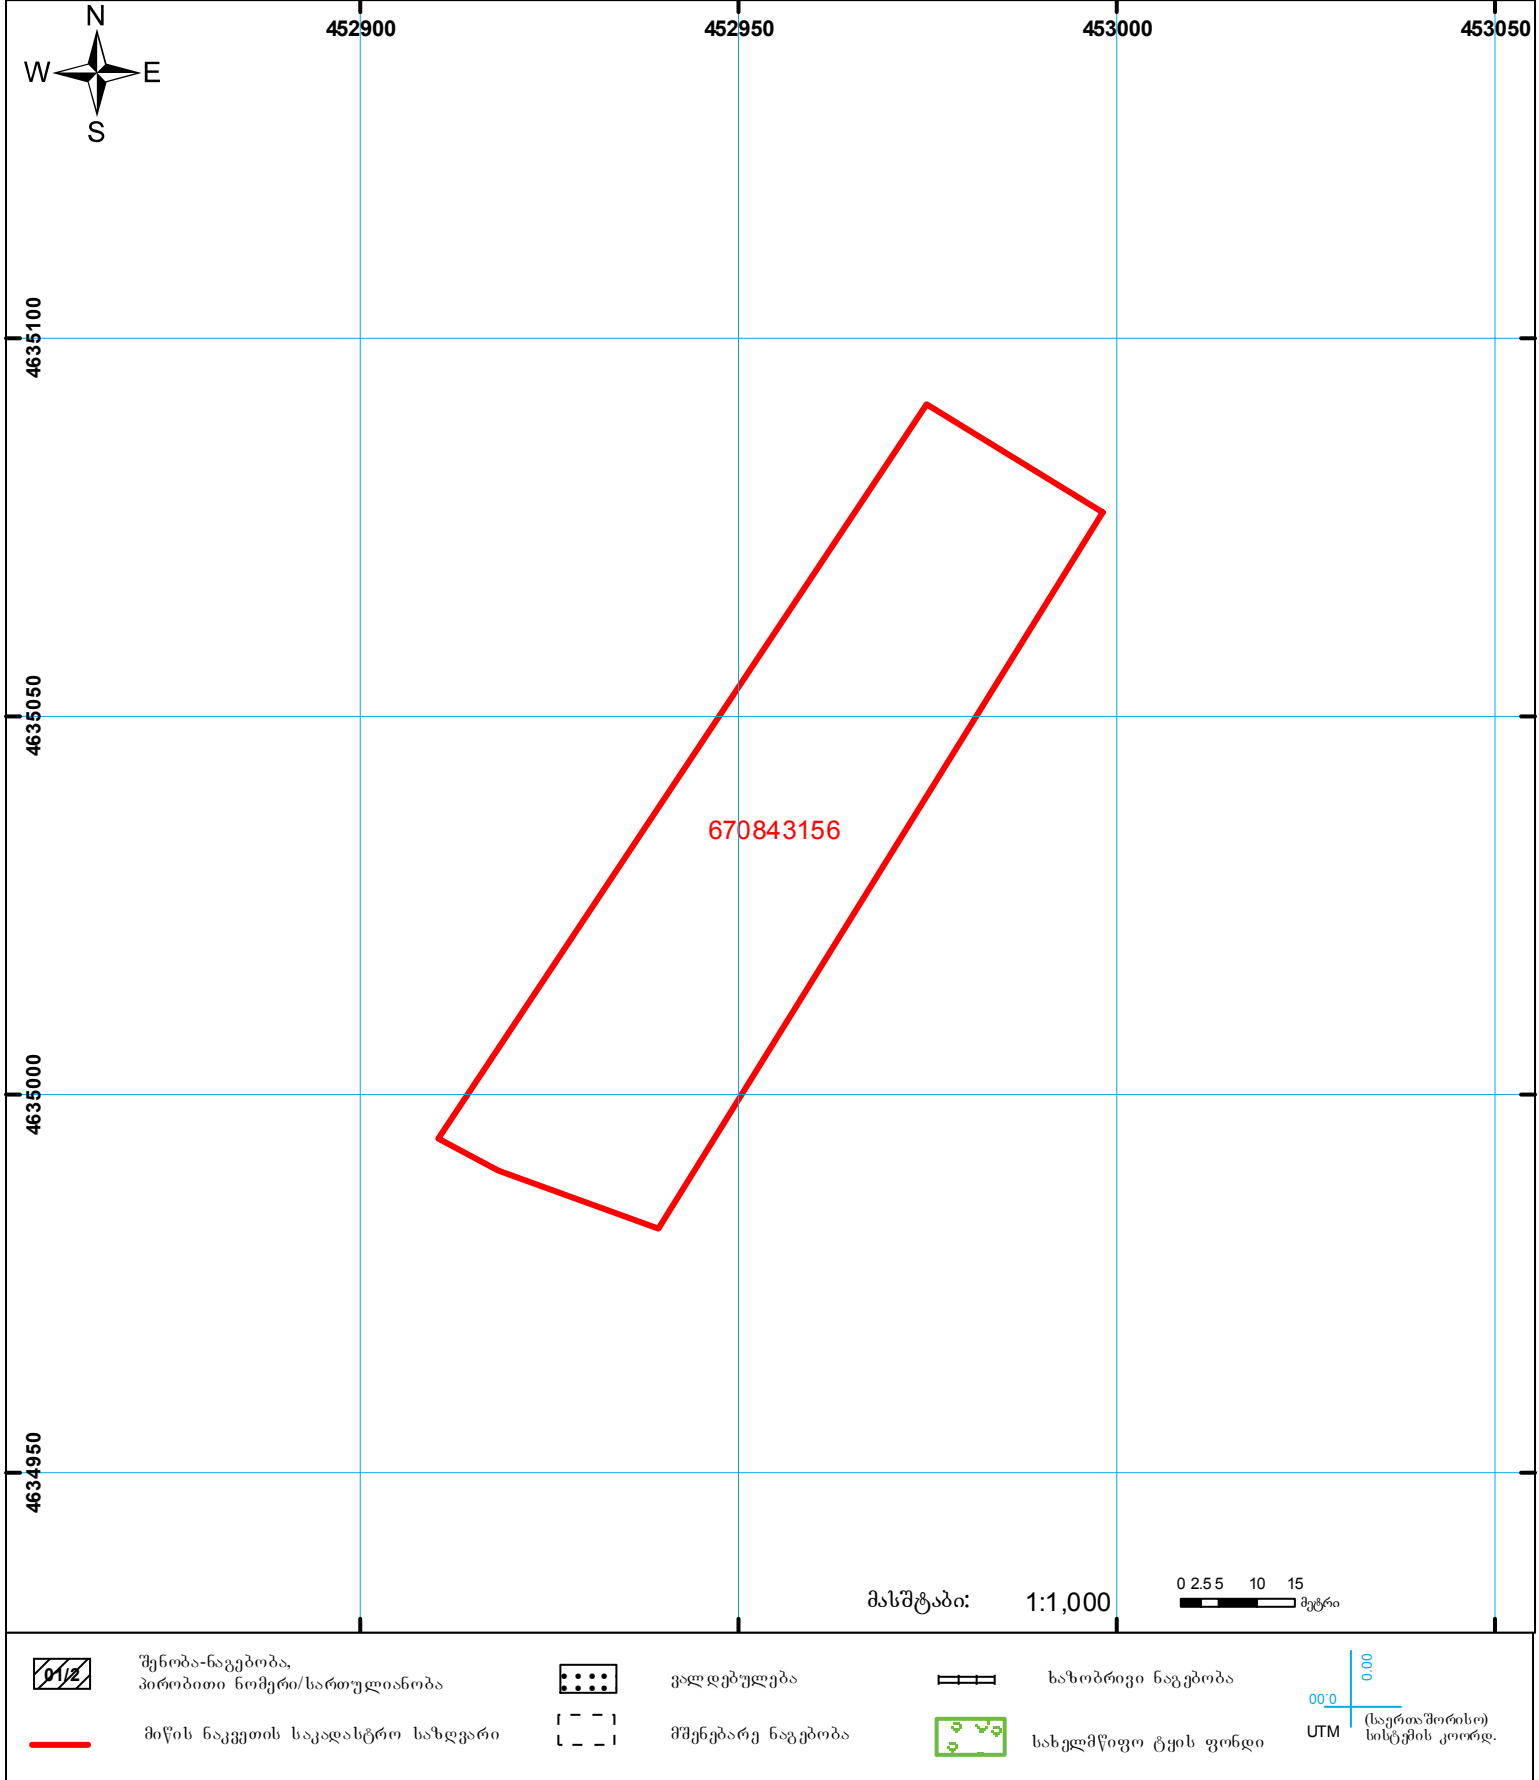 N
W E
S
452900 452950 453000 453050
4635100
4635050
4635000
4634950
670843156
მასშტაბი: 1:1,000
0 2.5 5 10 15
მეტრი
01/2
შენობა-ნაგებობა,
პირობითი ნომერი/სართულიანობა
ვალდებულება
ხაზობრივი ნაგებობა
მიწის ნაკვეთის საკადასტრო საზღვარი
მშენებარე ნაგებობა
სახელმწიფო ტყის ფონდი
0.00
0.00
UTM
(საერთაშორისო)
სისტემის კოორდ.